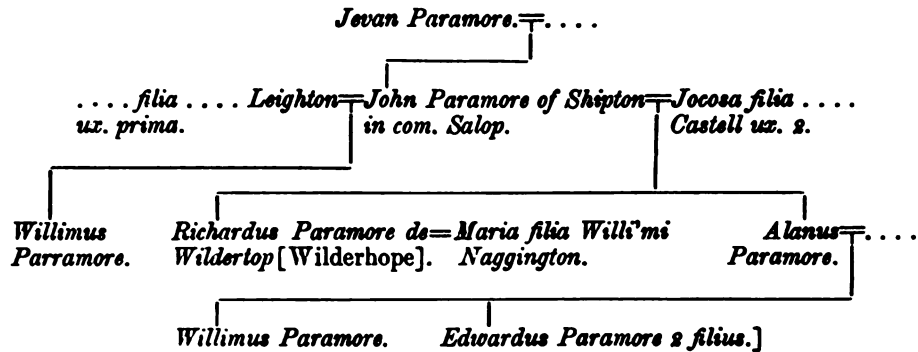 Jevan Paramore.=. . . .
. . . . filia . . . . Leighton=John Paramore of Shipton=Jocosa filia . . . .
ux. prima. in com. Salop. Castell ux. 2.
Willimus Richardus Paramore de=Maria filia Willi'mi Alanus=. . . .
Parramore. Wildertop [Wilderhope]. Naggington. Paramore.
Willimus Paramore. Edwardus Paramore 2 filius.]